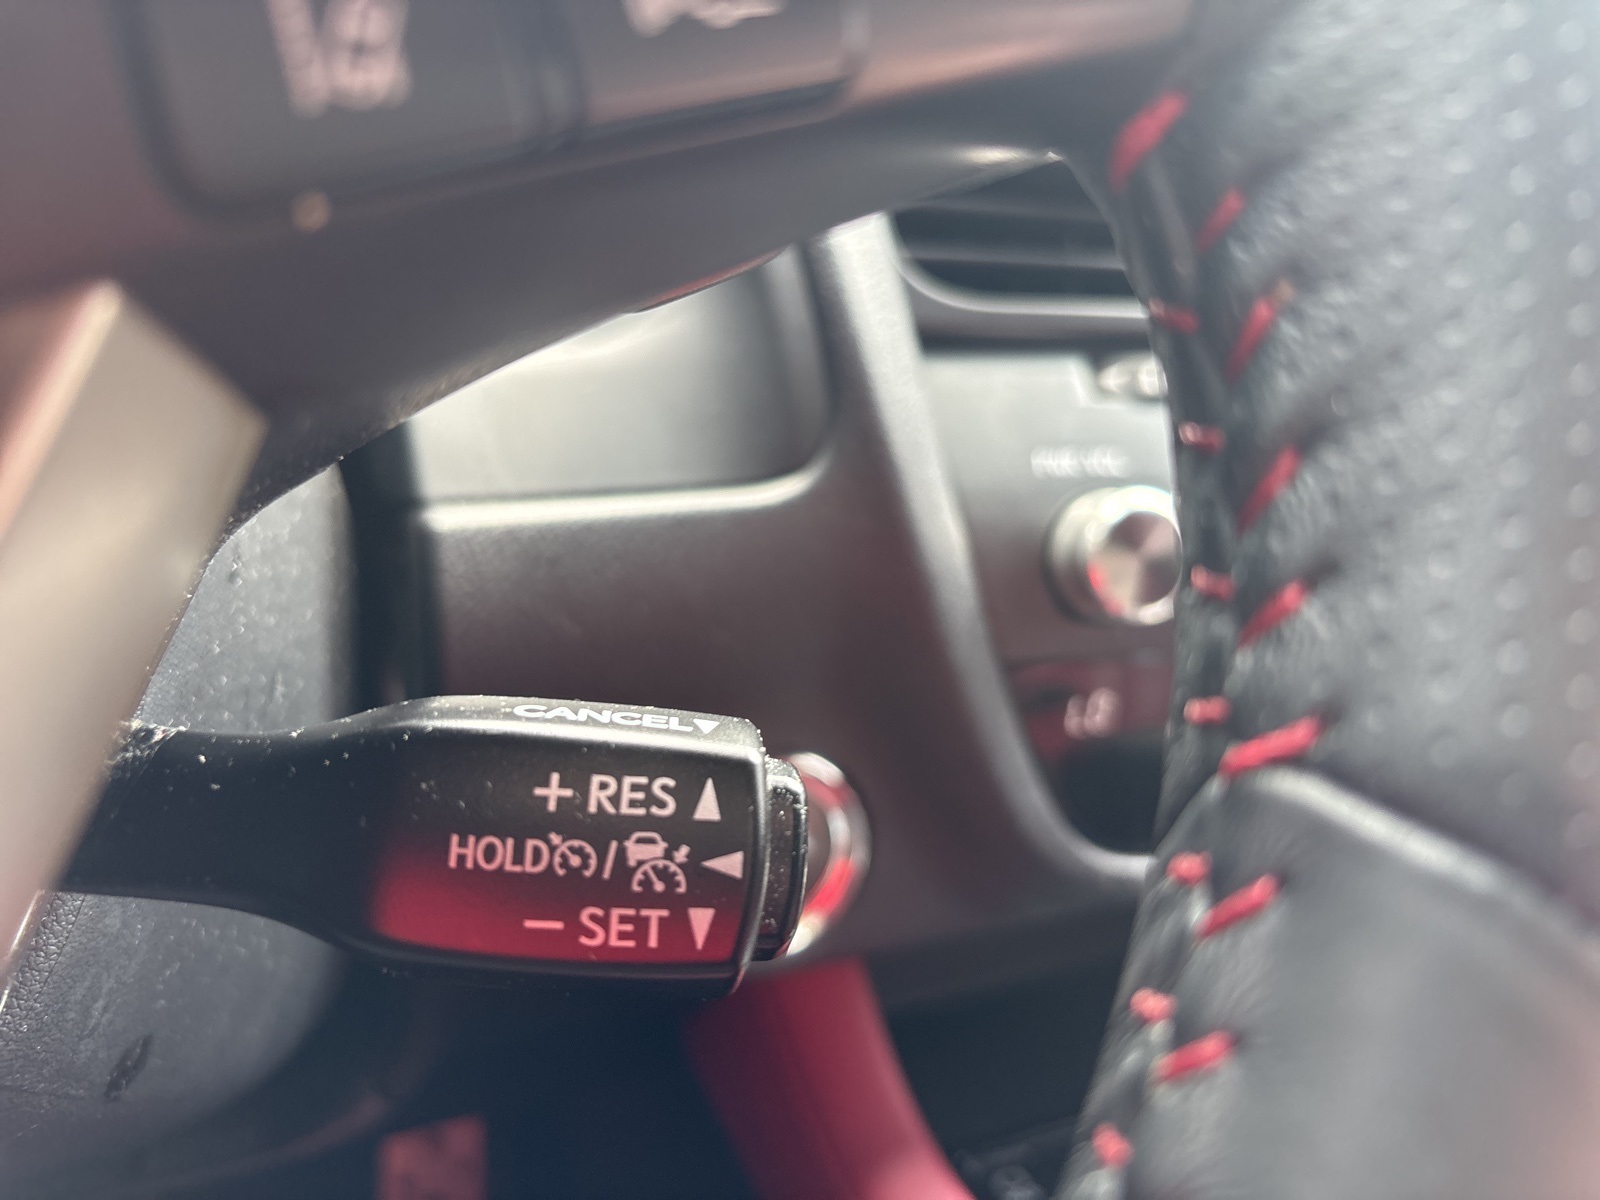 CANCEL▼
+ RES ▲
HOLD / ◀
− SET ▼